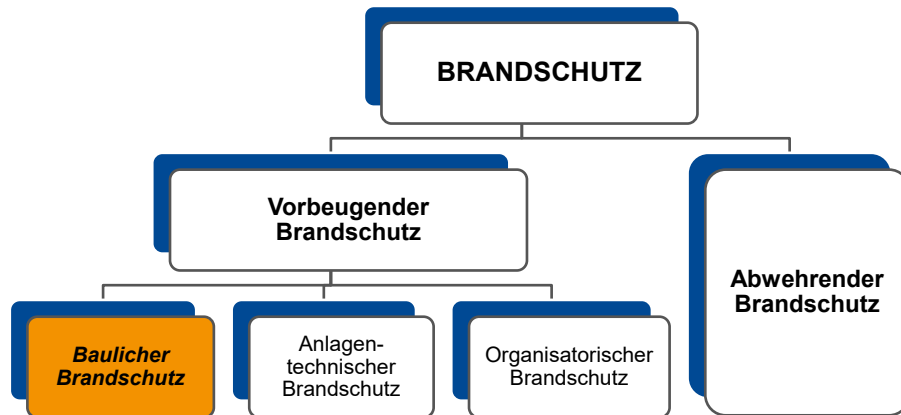 BRANDSCHUTZ
Vorbeugender
Brandschutz
Abwehrender
Brandschutz
Baulicher
Brandschutz
Anlagen-
technischer
Brandschutz
Organisatorischer
Brandschutz